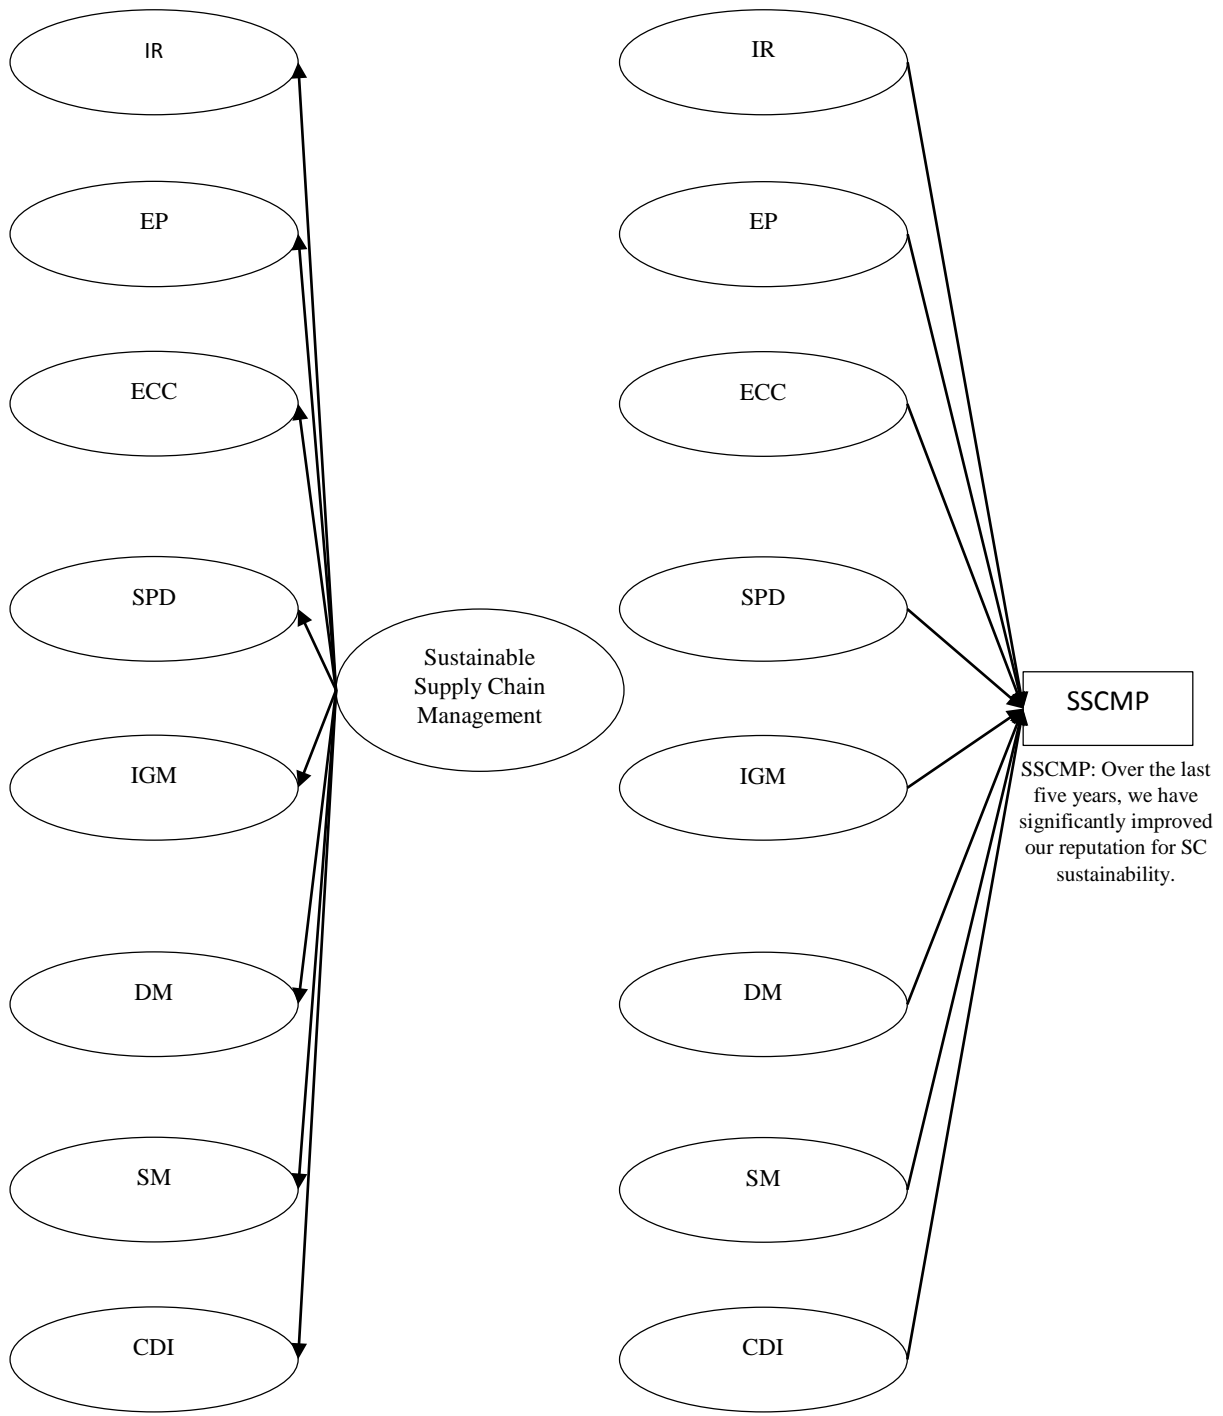 IR
EP
ECC
SPD
IGM
DM
SM
CDI
Sustainable
Supply Chain
Management
IR
EP
ECC
SPD
IGM
DM
SM
CDI
SSCMP
SSCMP: Over the last
five years, we have
significantly improved
our reputation for SC
sustainability.